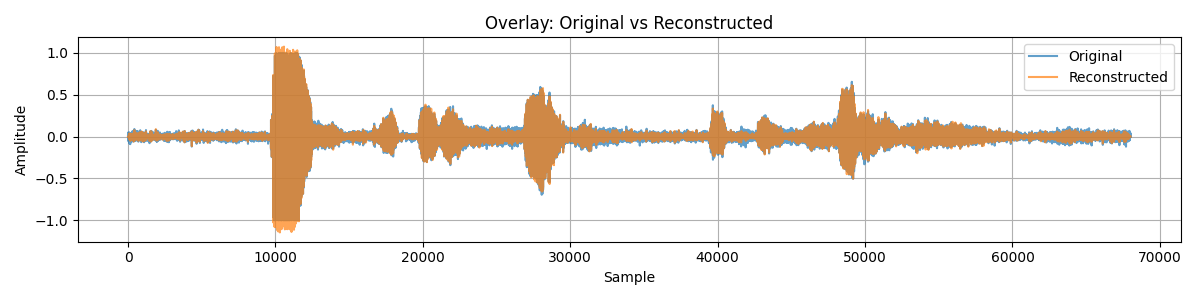 Overlay: Original vs Reconstructed
Original
Reconstructed
Amplitude
1.0
0.5
0.0
−0.5
−1.0
0 10000 20000 30000 40000 50000 60000 70000
Sample